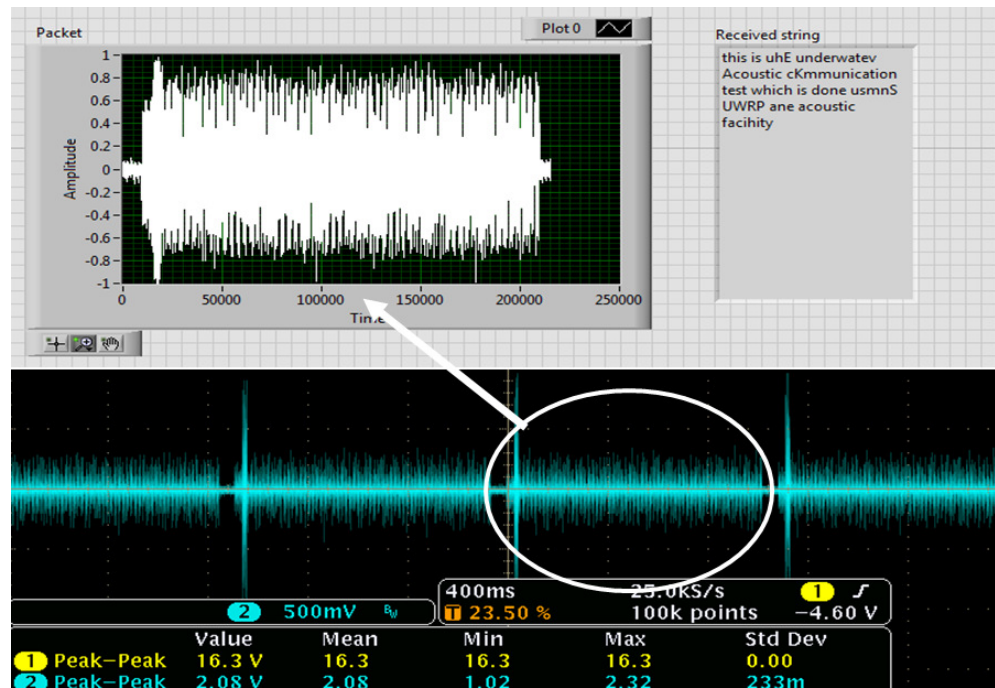 Packet
Plot 0
Received string
this is uhE underwatev
Acoustic cKmmunication
test which is done usmnS
UWRP ane acoustic
facihity
Amplitude
1
0.8
0.6
0.4
0.2
0
-0.2
-0.4
-0.6
-0.8
-1
0 50000 100000 150000 200000 250000
Time
400ms 25.0kS/s 1
2 500mV BW T 23.50 % 100k points −4.60 V
Value Mean Min Max Std Dev
1 Peak−Peak 16.3 V 16.3 16.3 16.3 0.00
2 Peak−Peak 2.08 V 2.08 1.02 2.32 233m